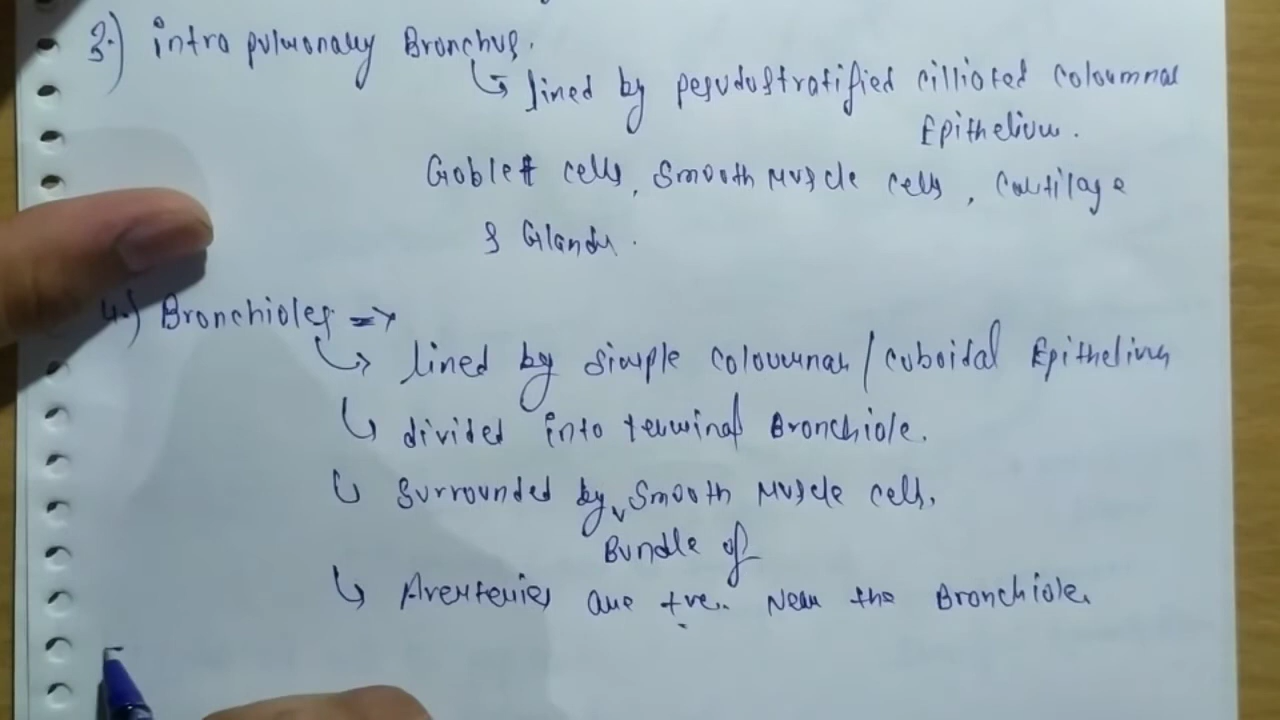 3.) intra pulmonary Bronchus.
↳ lined by pesudostratified cilliated coloumnar
Epithelium.
Goblet cells, smooth muscle cells, Cartilage
& Glands.
4.) Bronchioles =>
↳ lined by simple coloumnar / cuboidal Epithelium
↳ divided into terminal Bronchiole.
↳ surrounded by smooth muscle cells.
Bundle of
↳ Arerteries are +ve. Near the Bronchiole.